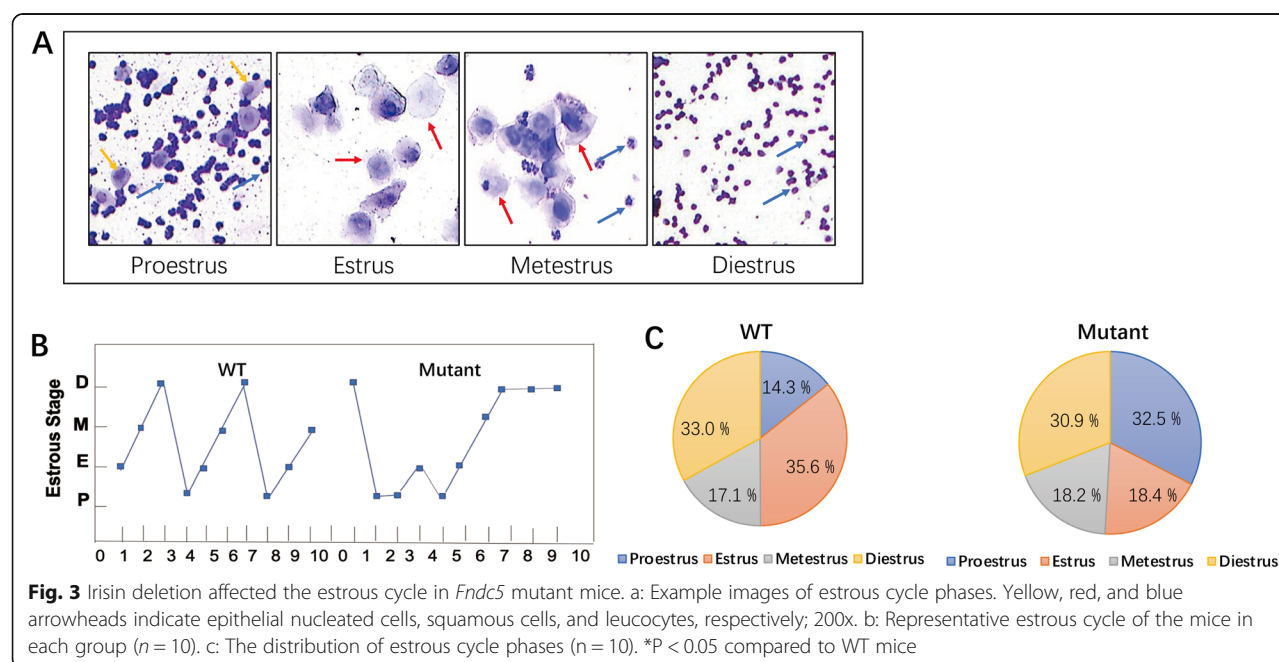 A
Proestrus
Estrus
Metestrus
Diestrus
B
Estrous Stage
D
M
E
P
WT
Mutant
0 1 2 3 4 5 6 7 8 9 10 0 1 2 3 4 5 6 7 8 9 10
C
WT
14.3 %
35.6 %
17.1 %
33.0 %
Proestrus Estrus Metestrus Diestrus
Mutant
32.5 %
18.4 %
18.2 %
30.9 %
Proestrus Estrus Metestrus Diestrus
Fig. 3 Irisin deletion affected the estrous cycle in Fndc5 mutant mice. a: Example images of estrous cycle phases. Yellow, red, and blue
arrowheads indicate epithelial nucleated cells, squamous cells, and leucocytes, respectively; 200x. b: Representative estrous cycle of the mice in
each group (n = 10). c: The distribution of estrous cycle phases (n = 10). *P < 0.05 compared to WT mice